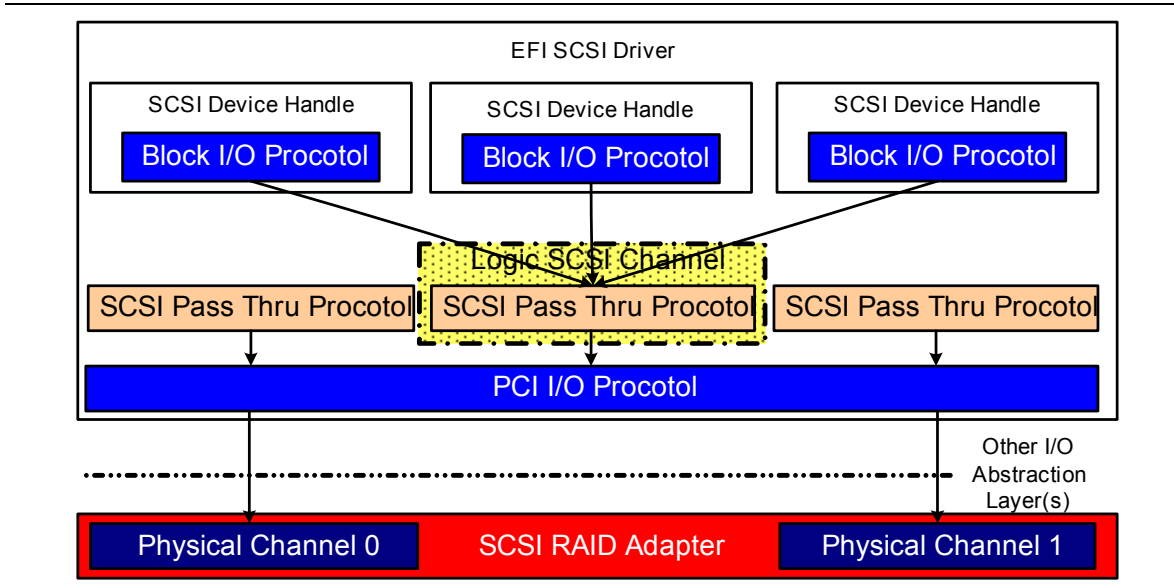 EFI SCSI Driver
SCSI Device Handle
SCSI Device Handle
SCSI Device Handle
Block I/O Procotol
Block I/O Procotol
Block I/O Procotol
Logic SCSI Channel
SCSI Pass Thru Procotol
SCSI Pass Thru Procotol
SCSI Pass Thru Procotol
PCI I/O Procotol
Other I/O
Abstraction
Layer(s)
Physical Channel 0
SCSI RAID Adapter
Physical Channel 1